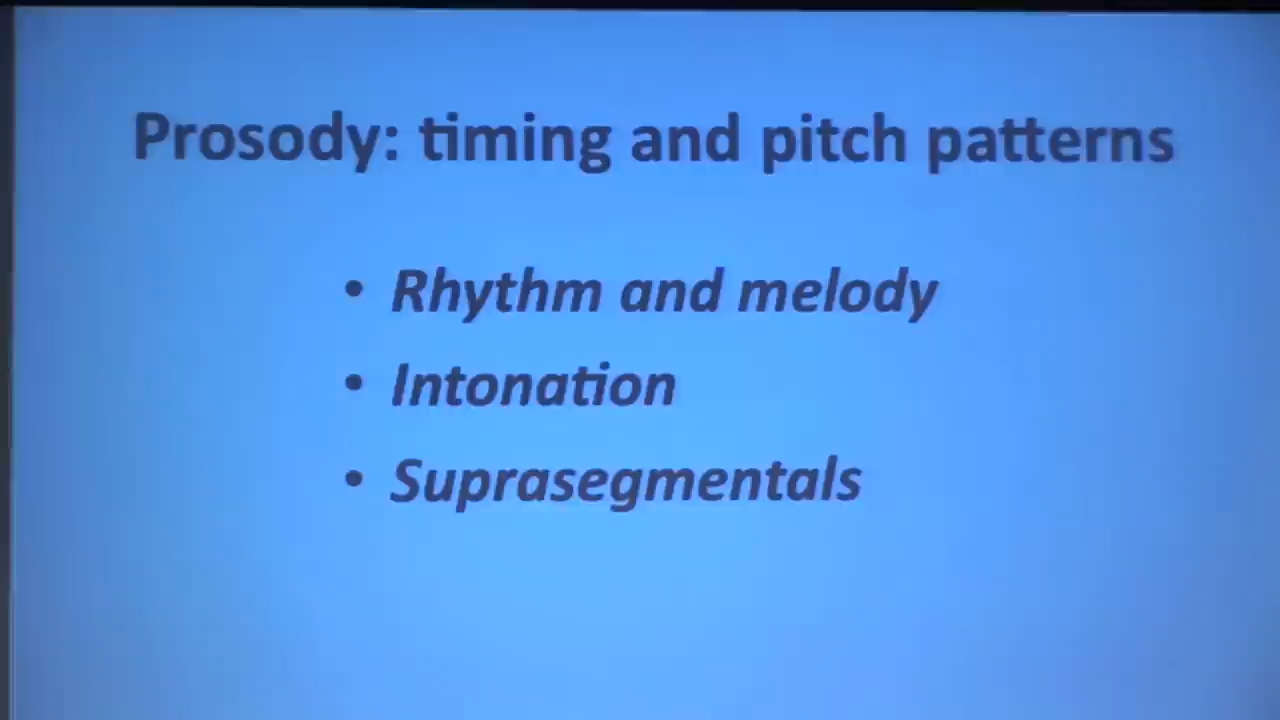 Prosody: timing and pitch patterns
• Rhythm and melody
• Intonation
• Suprasegmentals